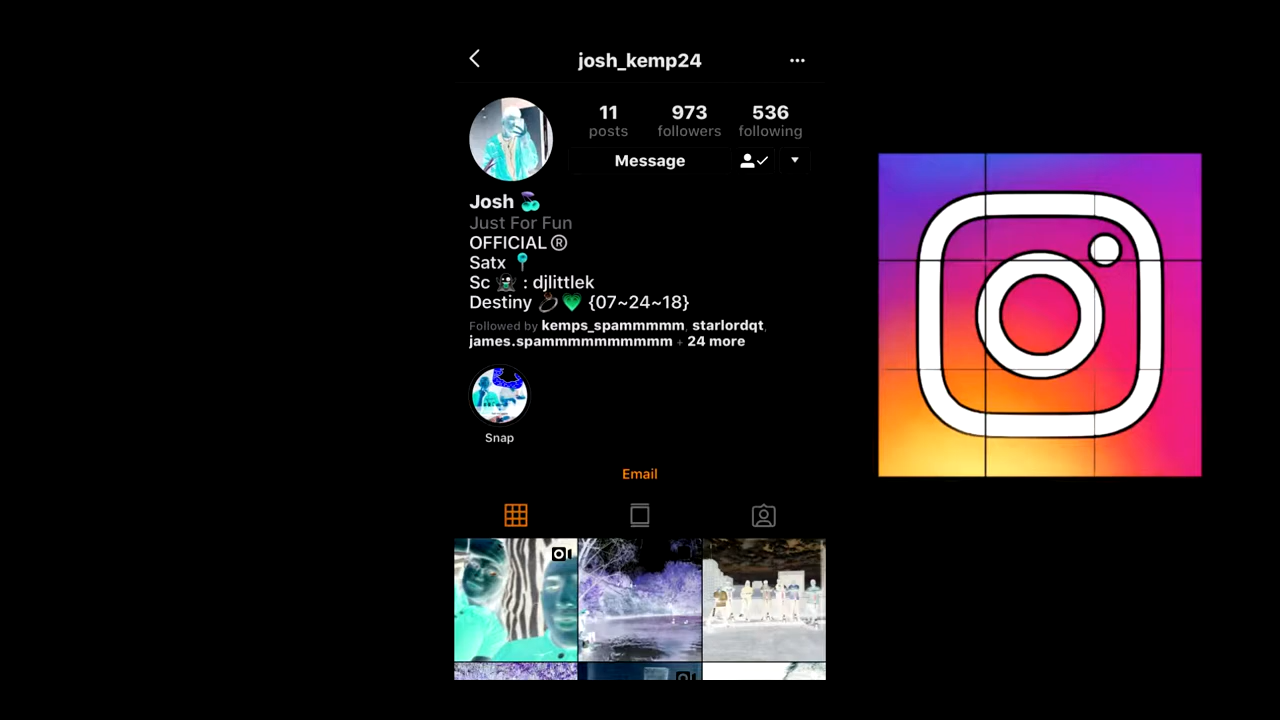 josh_kemp24
11 973 536
posts followers following
Message
Josh
Just For Fun
OFFICIAL®
Satx
Sc : djlittlek
Destiny {07~24~18}
Followed by kemps_spammmmm, starlordqt,
james.spammmmmmmmmm + 24 more
Snap
Email